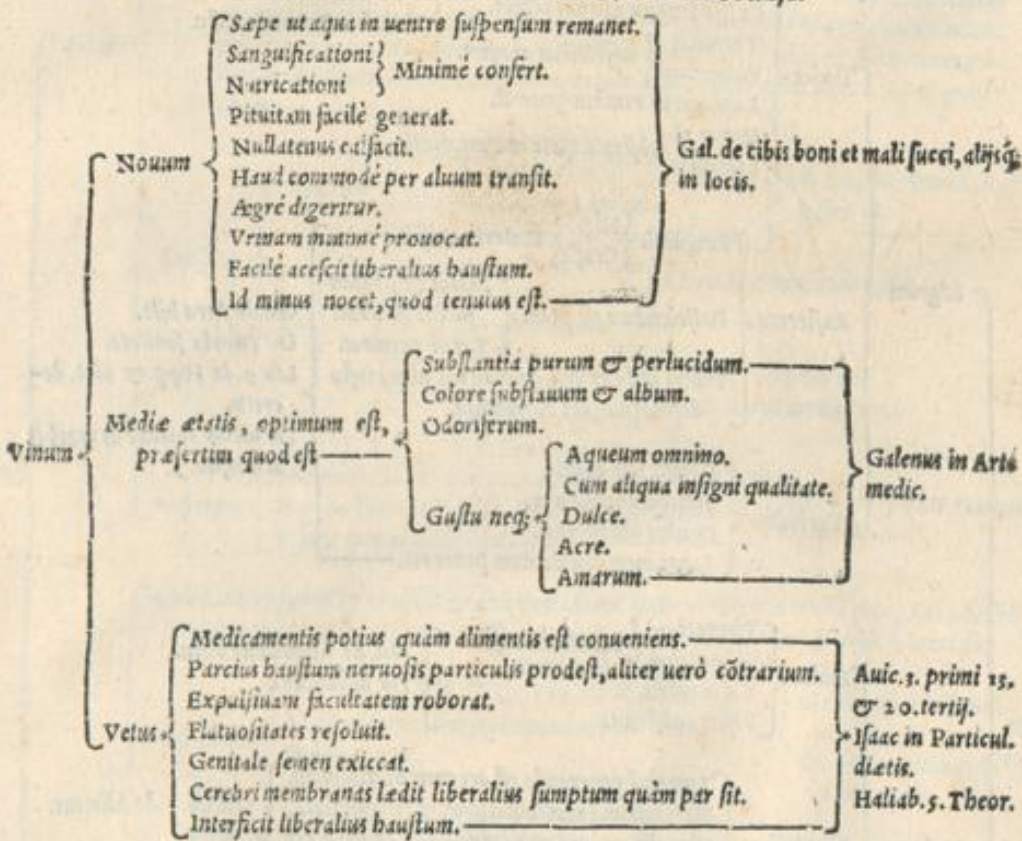 Sæpe ut aqua in uentre ſuſpenſum remanet.
Sanguificationi
Nutricationi
Minimè confert.
Pituitam facilè generat.
Nullatenus calfacit.
Haud commodè per aluum tranſit.
Ægrè digeritur.
Vrinam minimè prouocat.
Facilè aceſcit liberalius hauſtum.
Id minus nocet, quod tenuius eſt.
Nouum
Gal. de cibis boni et mali ſucci, alijsq́;
in locis.
Vinum
Mediæ ætatis, optimum eſt,
præſertim quod eſt
Subſtantia purum & perlucidum.
Colore ſubflauum & album.
Odoriferum.
Guſtu neq;
Aqueum omnino.
Cum aliqua inſigni qualitate.
Dulce.
Acre.
Amarum.
Galenus in Arte
medic.
Vetus
Medicamentis potius quàm alimentis eſt conueniens.
Parcius hauſtum neruoſis particulis prodeſt, aliter uerò cõtrarium.
Expulſiuam facultatem roborat.
Flatuoſitates reſoluit.
Genitale ſemen exiccat.
Cerebri membranas lædit liberalius ſumptum quàm par ſit.
Interficit liberalius hauſtum.
Auic. 3. primi 15,
& 20. tertij.
Iſaac in Particul.
diætis.
Haliab. 5. Theor.